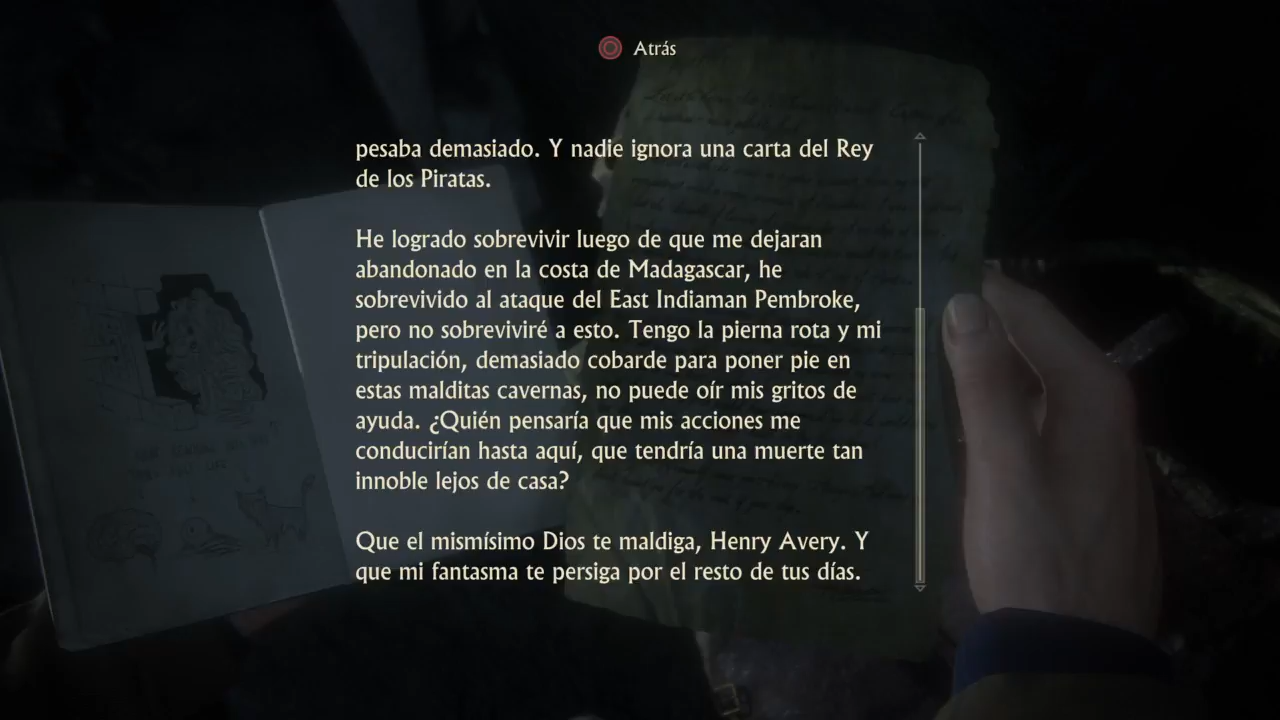 Atrás
pesaba demasiado. Y nadie ignora una carta del Rey
de los Piratas.
He logrado sobrevivir luego de que me dejaran
abandonado en la costa de Madagascar, he
sobrevivido al ataque del East Indiaman Pembroke,
pero no sobreviviré a esto. Tengo la pierna rota y mi
tripulación, demasiado cobarde para poner pie en
estas malditas cavernas, no puede oír mis gritos de
ayuda. ¿Quién pensaría que mis acciones me
conducirían hasta aquí, que tendría una muerte tan
innoble lejos de casa?
Que el mismísimo Dios te maldiga, Henry Avery. Y
que mi fantasma te persiga por el resto de tus días.